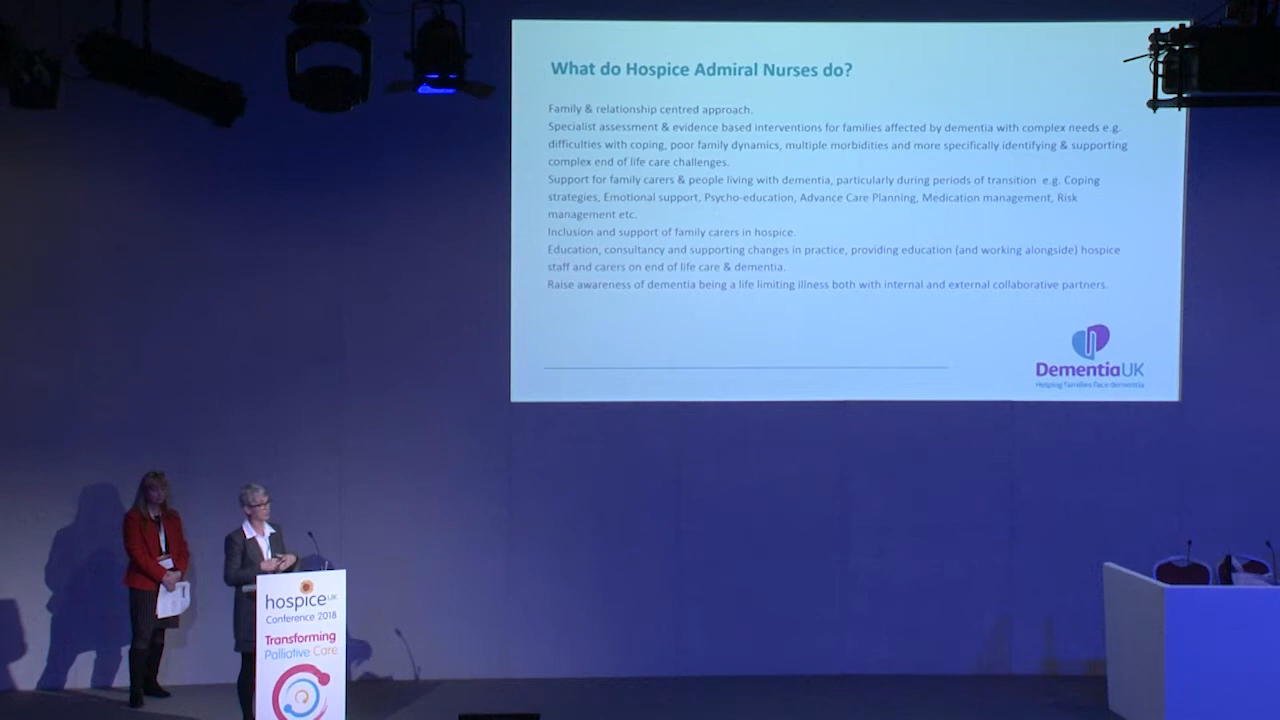 What do Hospice Admiral Nurses do?
Family & relationship centred approach.
Specialist assessment & evidence based interventions for families affected by dementia with complex needs e.g.
difficulties with coping, poor family dynamics, multiple morbidities and more specifically identifying & supporting
complex end of life care challenges.
Support for family carers & people living with dementia, particularly during periods of transition e.g. Coping
strategies, Emotional support, Psycho-education, Advance Care Planning, Medication management, Risk
management etc.
Inclusion and support of family carers in hospice.
Education, consultancy and supporting changes in practice, providing education (and working alongside) hospice
staff and carers on end of life care & dementia.
Raise awareness of dementia being a life limiting illness both with internal and external collaborative partners.
DementiaUK
Helping families face dementia
hospice UK
Conference 2018
Transforming
Palliative Care